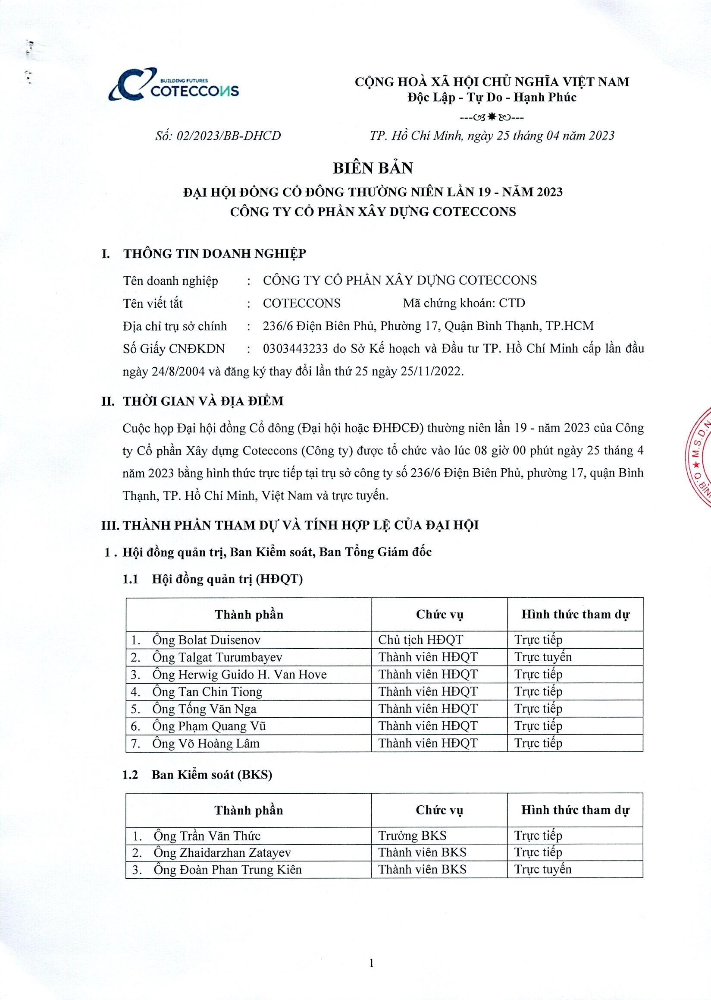 BUILDING FUTURES
COTECCONS
CỘNG HOÀ XÃ HỘI CHỦ NGHĨA VIỆT NAM
Độc Lập - Tự Do - Hạnh Phúc
Số: 02/2023/BB-DHCD
TP. Hồ Chí Minh, ngày 25 tháng 04 năm 2023
BIÊN BẢN
ĐẠI HỘI ĐỒNG CỔ ĐÔNG THƯỜNG NIÊN LẦN 19 - NĂM 2023
CÔNG TY CỔ PHẦN XÂY DỰNG COTECCONS
I. THÔNG TIN DOANH NGHIỆP
Tên doanh nghiệp : CÔNG TY CỔ PHẦN XÂY DỰNG COTECCONS
Tên viết tắt : COTECCONS Mã chứng khoán: CTD
Địa chỉ trụ sở chính : 236/6 Điện Biên Phủ, Phường 17, Quận Bình Thạnh, TP.HCM
Số Giấy CNĐKDN : 0303443233 do Sở Kế hoạch và Đầu tư TP. Hồ Chí Minh cấp lần đầu
ngày 24/8/2004 và đăng ký thay đổi lần thứ 25 ngày 25/11/2022.
II. THỜI GIAN VÀ ĐỊA ĐIỂM
Cuộc họp Đại hội đồng Cổ đông (Đại hội hoặc ĐHĐCĐ) thường niên lần 19 - năm 2023 của Công
ty Cổ phần Xây dựng Coteccons (Công ty) được tổ chức vào lúc 08 giờ 00 phút ngày 25 tháng 4
năm 2023 bằng hình thức trực tiếp tại trụ sở công ty số 236/6 Điện Biên Phủ, phường 17, quận Bình
Thạnh, TP. Hồ Chí Minh, Việt Nam và trực tuyến.
M.S.D.N
Q. BÌN
III. THÀNH PHẦN THAM DỰ VÀ TÍNH HỢP LỆ CỦA ĐẠI HỘI
1 . Hội đồng quản trị, Ban Kiểm soát, Ban Tổng Giám đốc
1.1 Hội đồng quản trị (HĐQT)
Thành phần Chức vụ Hình thức tham dự
1. Ông Bolat Duisenov Chủ tịch HĐQT Trực tiếp
2. Ông Talgat Turumbayev Thành viên HĐQT Trực tuyến
3. Ông Herwig Guido H. Van Hove Thành viên HĐQT Trực tiếp
4. Ông Tan Chin Tiong Thành viên HĐQT Trực tiếp
5. Ông Tống Văn Nga Thành viên HĐQT Trực tiếp
6. Ông Phạm Quang Vũ Thành viên HĐQT Trực tiếp
7. Ông Võ Hoàng Lâm Thành viên HĐQT Trực tiếp
1.2 Ban Kiểm soát (BKS)
Thành phần Chức vụ Hình thức tham dự
1. Ông Trần Văn Thức Trưởng BKS Trực tiếp
2. Ông Zhaidarzhan Zatayev Thành viên BKS Trực tiếp
3. Ông Đoàn Phan Trung Kiên Thành viên BKS Trực tuyến
1